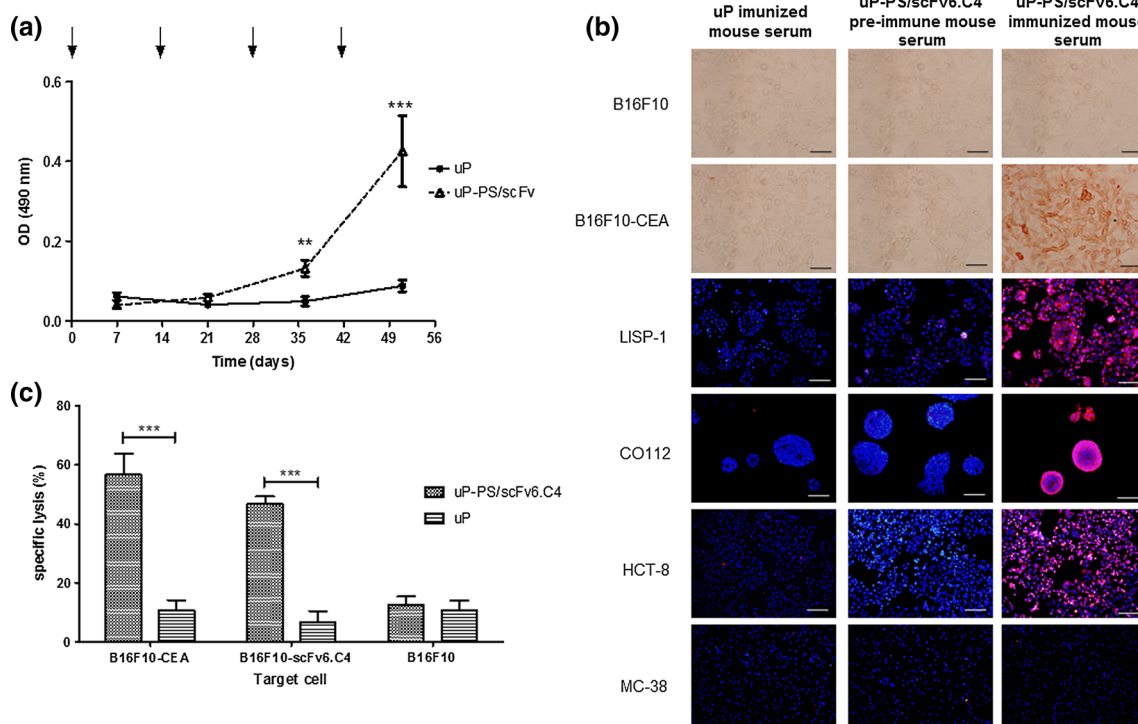 (a)
0.6
0.4
0.2
0.0
OD (490 nm)
***
**
uP
uP-PS/scFv
0 7 14 21 28 35 42 49 56
Time (days)
(b)
uP imunized
mouse serum
uP-PS/scFv6.C4
pre-immune mouse
serum
uP-PS/scFv6.C4
immunized mouse
serum
B16F10
B16F10-CEA
LISP-1
CO112
HCT-8
MC-38
(c)
80
60
40
20
0
specific lysis (%)
***
***
uP-PS/scFv6.C4
uP
B16F10-CEA B16F10-scFv6.C4 B16F10
Target cell